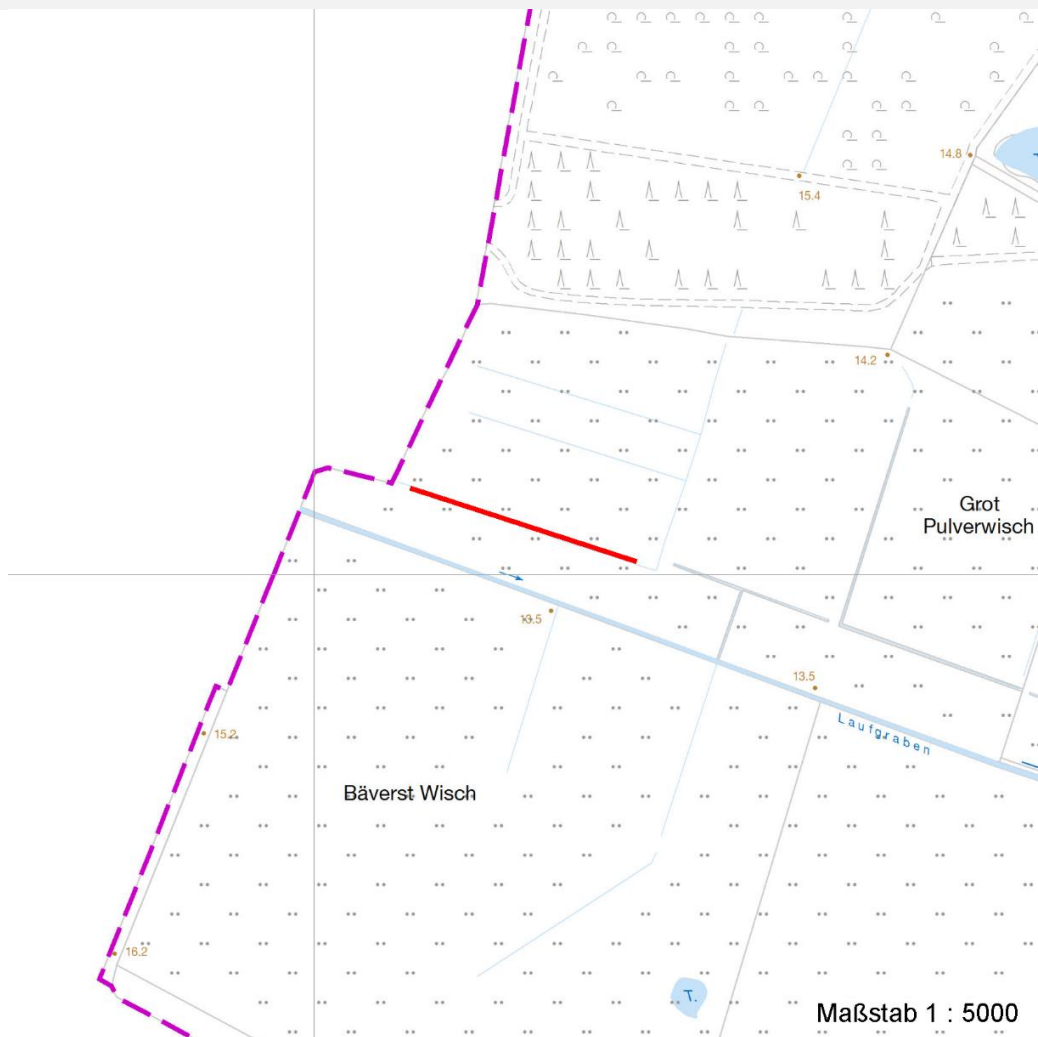 14.8
15.4
14.2
Grot
Pulverwisch
13.5
13.5
Laufgraben
15.2
Bäverst Wisch
16.2
T.
Maßstab 1 : 5000